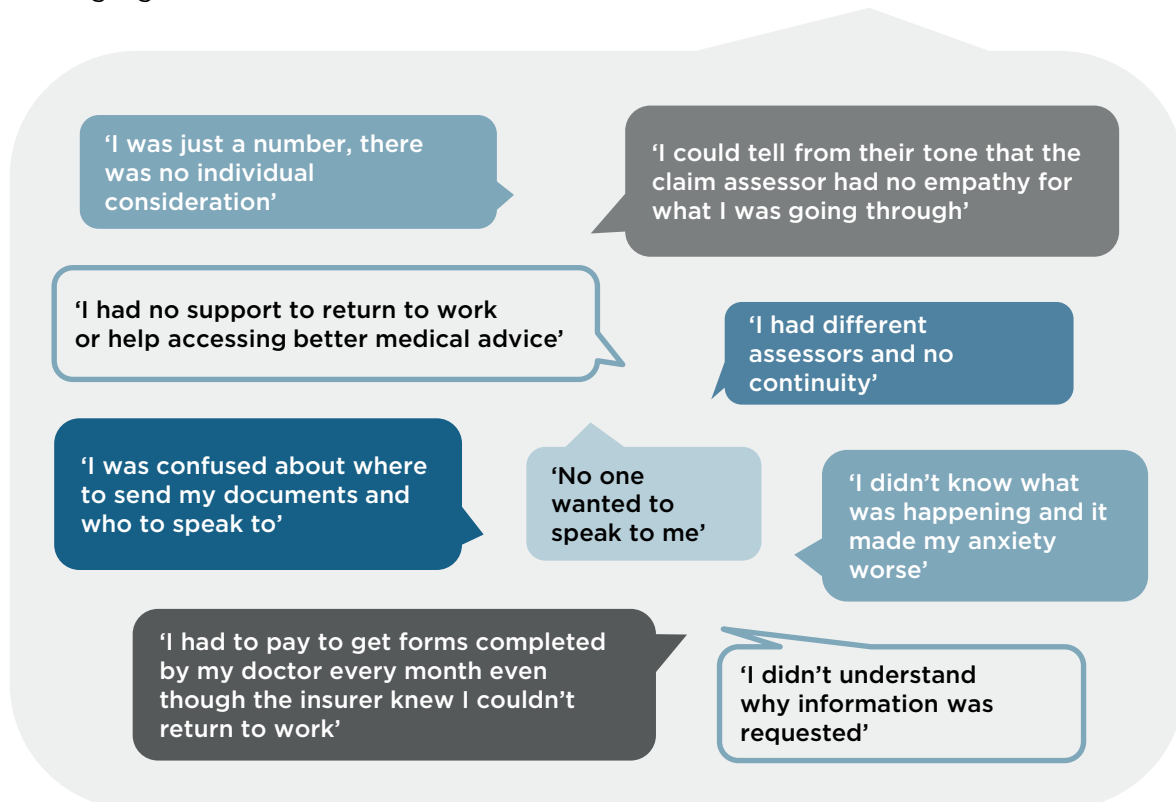 ‘I was just a number, there
was no individual
consideration’
‘I could tell from their tone that the
claim assessor had no empathy for
what I was going through’
‘I had no support to return to work
or help accessing better medical advice’
‘I had different
assessors and no
continuity’
‘I was confused about where
to send my documents and
who to speak to’
‘No one
wanted to
speak to me’
‘I didn’t know what
was happening and it
made my anxiety
worse’
‘I had to pay to get forms completed
by my doctor every month even
though the insurer knew I couldn’t
return to work’
‘I didn’t understand
why information was
requested’